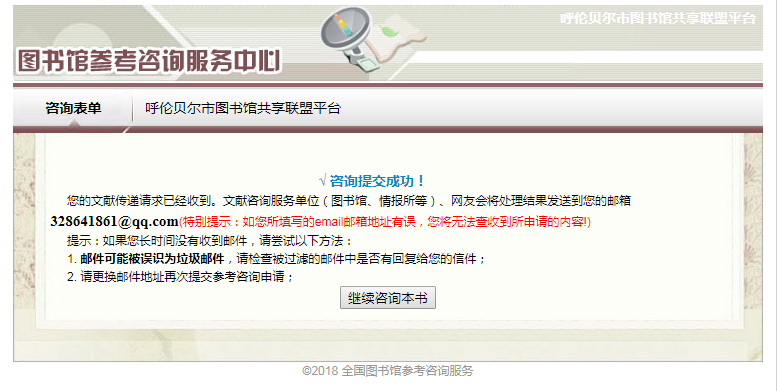 呼伦贝尔市图书馆共享联盟平台
图书馆参考咨询服务中心
咨询表单 呼伦贝尔市图书馆共享联盟平台
√ 咨询提交成功！
您的文献传递请求已经收到。文献咨询服务单位（图书馆、情报所等）、网友会将处理结果发送到您的邮箱
328641861@qq.com(特别提示：如您所填写的email邮箱地址有误，您将无法查收到所申请的内容!)
提示：如果您长时间没有收到邮件，请尝试以下方法：
1. 邮件可能被误识为垃圾邮件，请检查被过滤的邮件中是否有回复给您的信件；
2. 请更换邮件地址再次提交参考咨询申请；
继续咨询本书
©2018 全国图书馆参考咨询服务